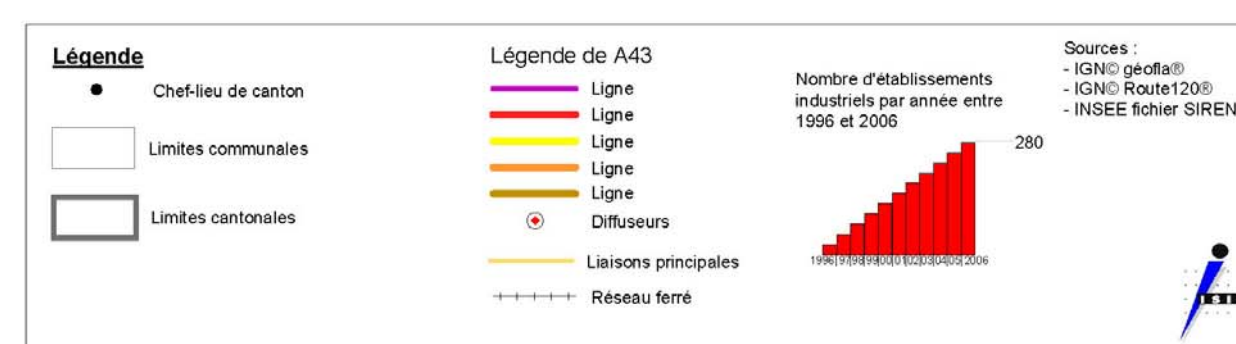 Légende
Chef-lieu de canton
Limites communales
Limites cantonales
Légende de A43
Ligne
Ligne
Ligne
Ligne
Ligne
Diffuseurs
Liaisons principales
Réseau ferré
Nombre d'établissements
industriels par année entre
1996 et 2006
280
1996|97|98|99|00|01|02|03|04|05|2006
Sources :
- IGN© géofla®
- IGN© Route120®
- INSEE fichier SIREN
ISI